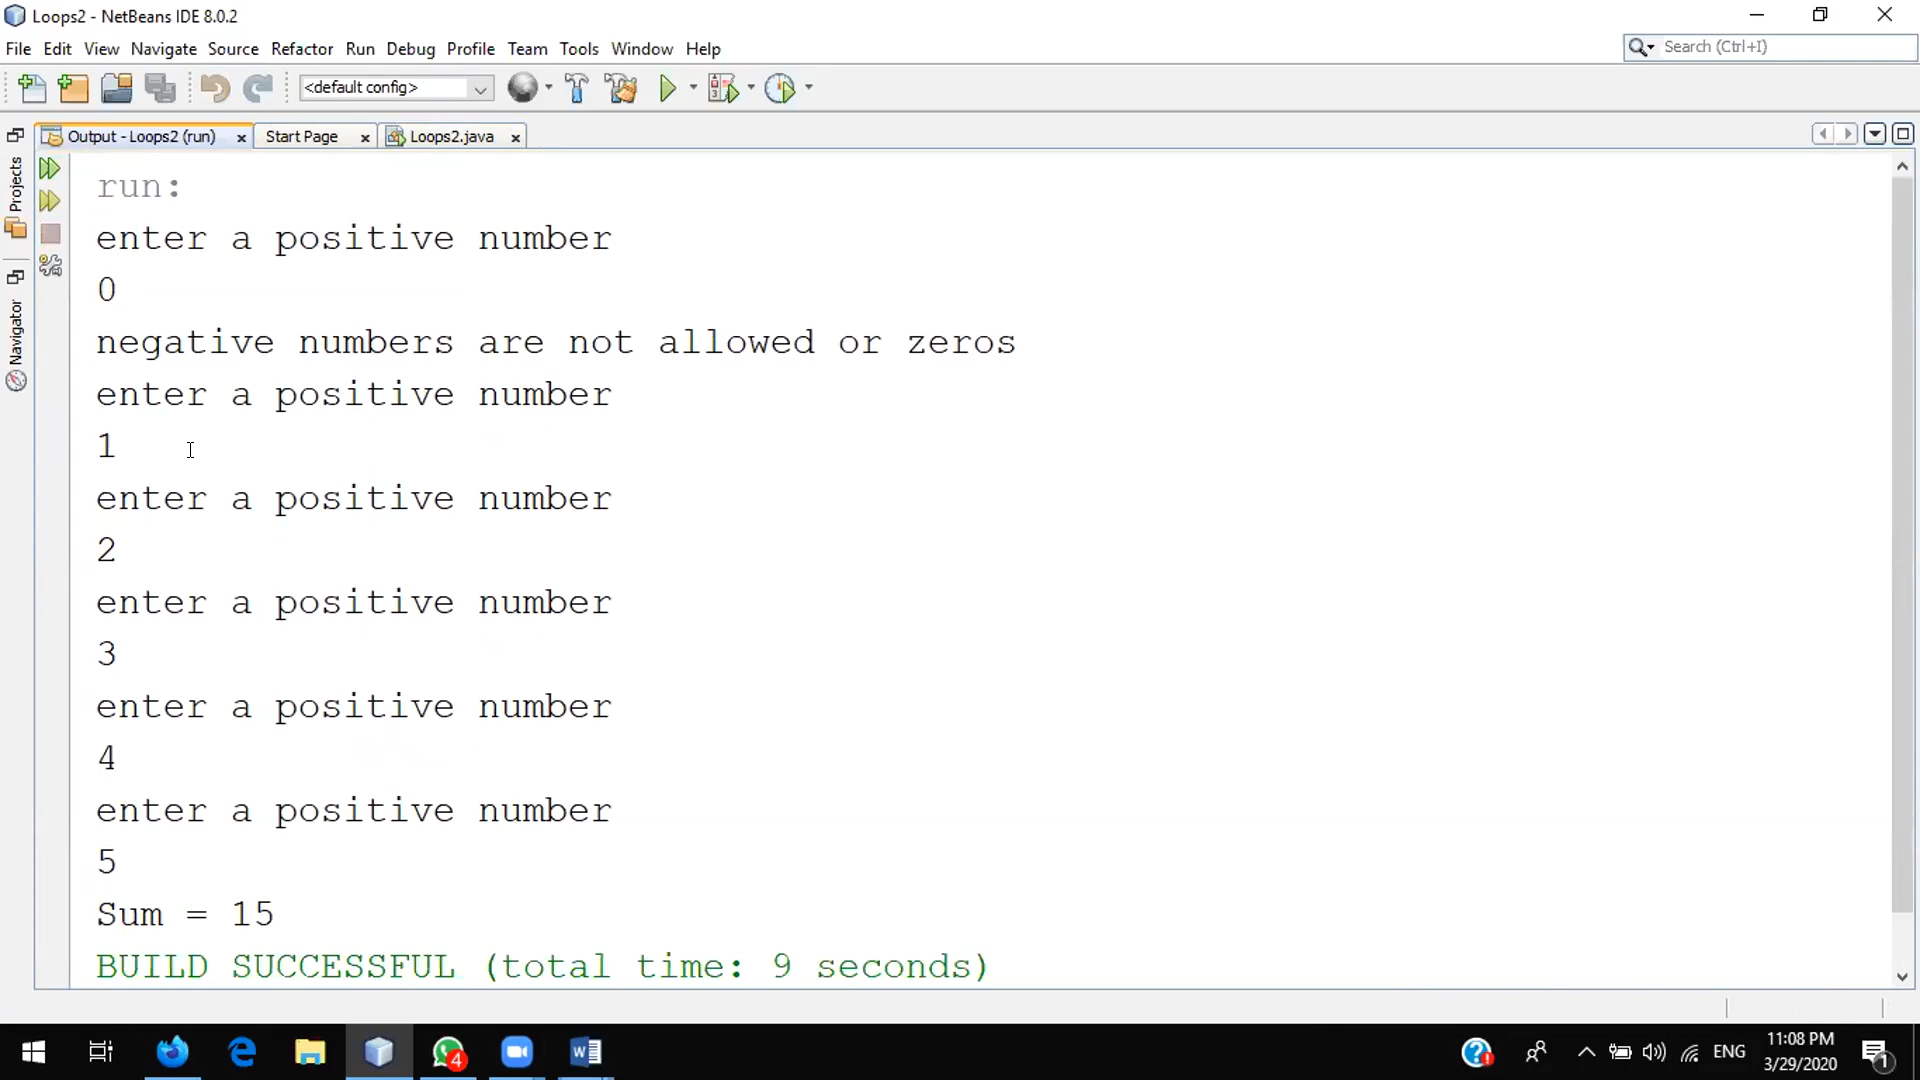 Loops2 - NetBeans IDE 8.0.2
File Edit View Navigate Source Refactor Run Debug Profile Team Tools Window Help
Search (Ctrl+I)
<default config>
Output - Loops2 (run) Start Page Loops2.java
Projects
Navigator
run:
enter a positive number
0
negative numbers are not allowed or zeros
enter a positive number
1
enter a positive number
2
enter a positive number
3
enter a positive number
4
enter a positive number
5
Sum = 15
BUILD SUCCESSFUL (total time: 9 seconds)
4
ENG
11:08 PM
3/29/2020
1